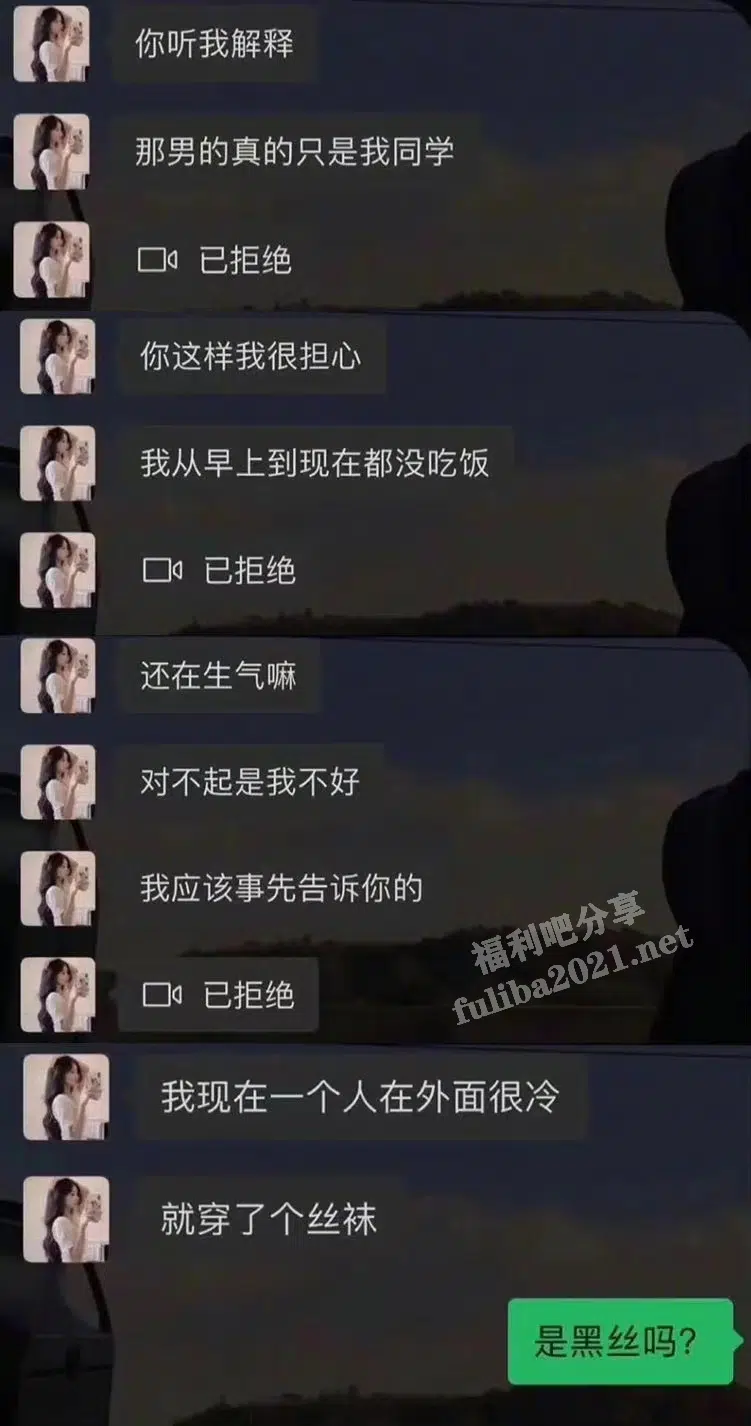 你听我解释
那男的真的只是我同学
已拒绝
你这样我很担心
我从早上到现在都没吃饭
已拒绝
还在生气嘛
对不起是我不好
我应该事先告诉你的
福利吧分享
fuliba2021.net
已拒绝
我现在一个人在外面很冷
就穿了个丝袜
是黑丝吗?